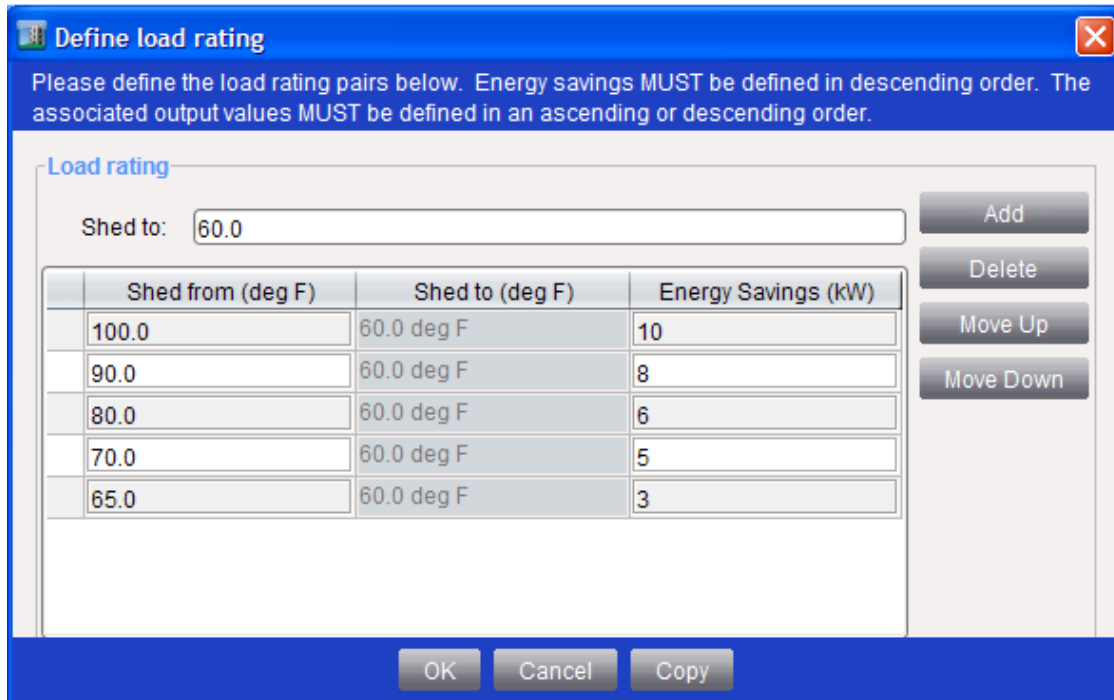 Define load rating
Please define the load rating pairs below. Energy savings MUST be defined in descending order. The
associated output values MUST be defined in an ascending or descending order.
Load rating
Shed to: 60.0
Add
Delete
Move Up
Move Down
Shed from (deg F) Shed to (deg F) Energy Savings (kW)
100.0 60.0 deg F 10
90.0 60.0 deg F 8
80.0 60.0 deg F 6
70.0 60.0 deg F 5
65.0 60.0 deg F 3
OK Cancel Copy